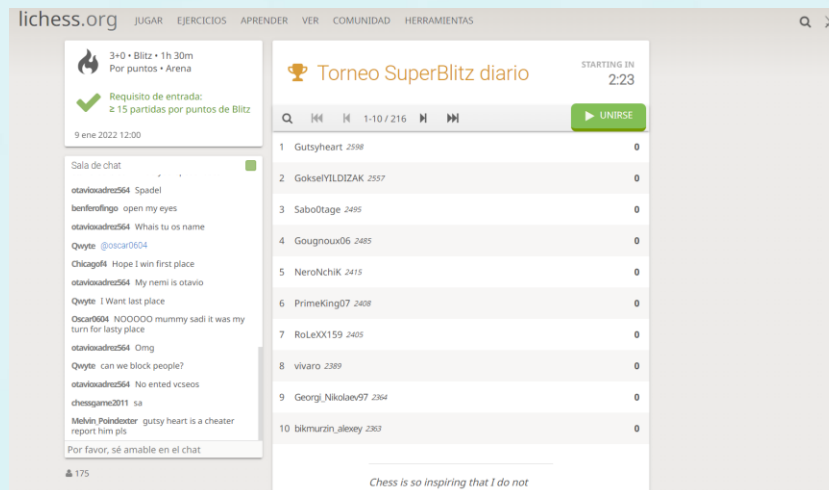 lichess.org JUGAR EJERCICIOS APRENDER VER COMUNIDAD HERRAMIENTAS
3+0 • Blitz • 1h 30m
Por puntos • Arena
Requisito de entrada:
≥ 15 partidas por puntos de Blitz
9 ene 2022 12:00
Sala de chat
otavioxadrez564 Spadel
benferofingo open my eyes
otavioxadrez564 Whais tu os name
Qwyte @oscar0604
Chicagof4 Hope I win first place
otavioxadrez564 My nemi is otavio
Qwyte I Want last place
Oscar0604 NOOOOO mummy sadi it was my
turn for lasty place
otavioxadrez564 Omg
Qwyte can we block people?
otavioxadrez564 No ented vcseos
chessgame2011 sa
Melvin_Poindexter gutsy heart is a cheater
report him pls
Por favor, sé amable en el chat
175
Torneo SuperBlitz diario
STARTING IN
2:23
1-10 / 216
UNIRSE
1 Gutsyheart 2598 0
2 GokselYILDIZAK 2557 0
3 Sabo0tage 2495 0
4 Gougnoux06 2485 0
5 NeroNchiK 2415 0
6 PrimeKing07 2408 0
7 RoLeXX159 2405 0
8 vivaro 2389 0
9 Georgi_Nikolaev97 2364 0
10 bikmurzin_alexey 2363 0
Chess is so inspiring that I do not